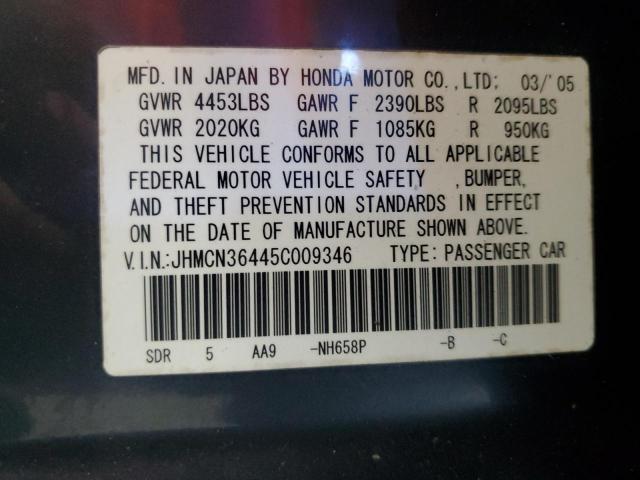 MFD. IN JAPAN BY HONDA MOTOR CO., LTD: 03/'05
GVWR 4453LBS GAWR F 2390LBS R 2095LBS
GVWR 2020KG GAWR F 1085KG R 950KG
THIS VEHICLE CONFORMS TO ALL APPLICABLE
FEDERAL MOTOR VEHICLE SAFETY , BUMPER,
AND THEFT PREVENTION STANDARDS IN EFFECT
ON THE DATE OF MANUFACTURE SHOWN ABOVE.
V.I.N.:JHMCN36445C009346 TYPE: PASSENGER CAR
SDR 5 AA9 -NH658P -B -C